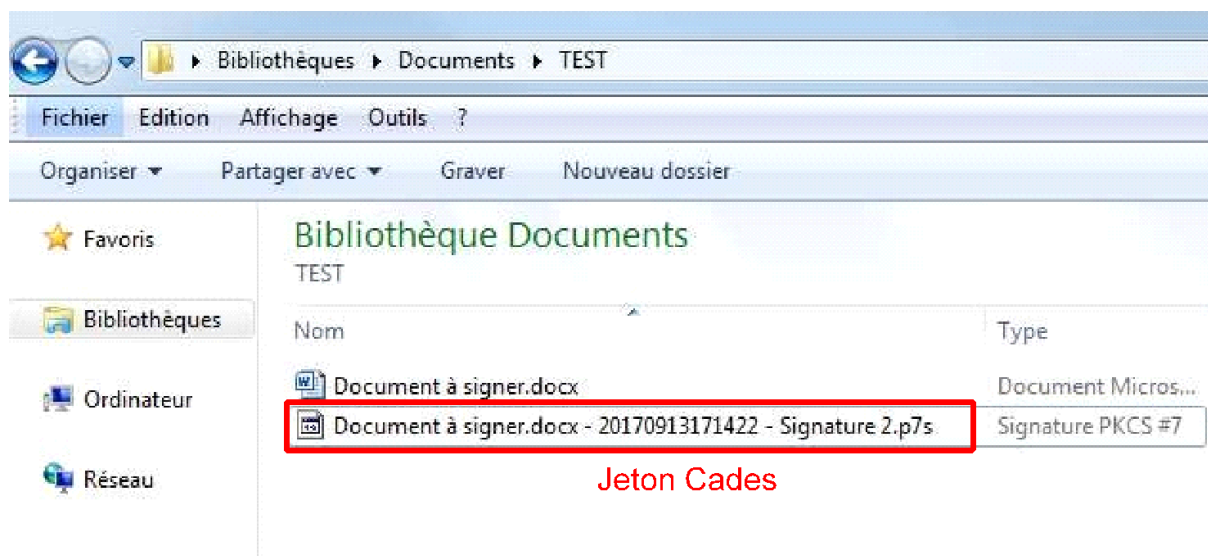 Bibliothèques Documents TEST
Fichier Edition Affichage Outils ?
Organiser Partager avec Graver Nouveau dossier
Favoris
Bibliothèques
Ordinateur
Réseau
Bibliothèque Documents
TEST
Nom Type
Document à signer.docx Document Micros...
Document à signer.docx - 20170913171422 - Signature 2.p7s Signature PKCS #7
Jeton Cades